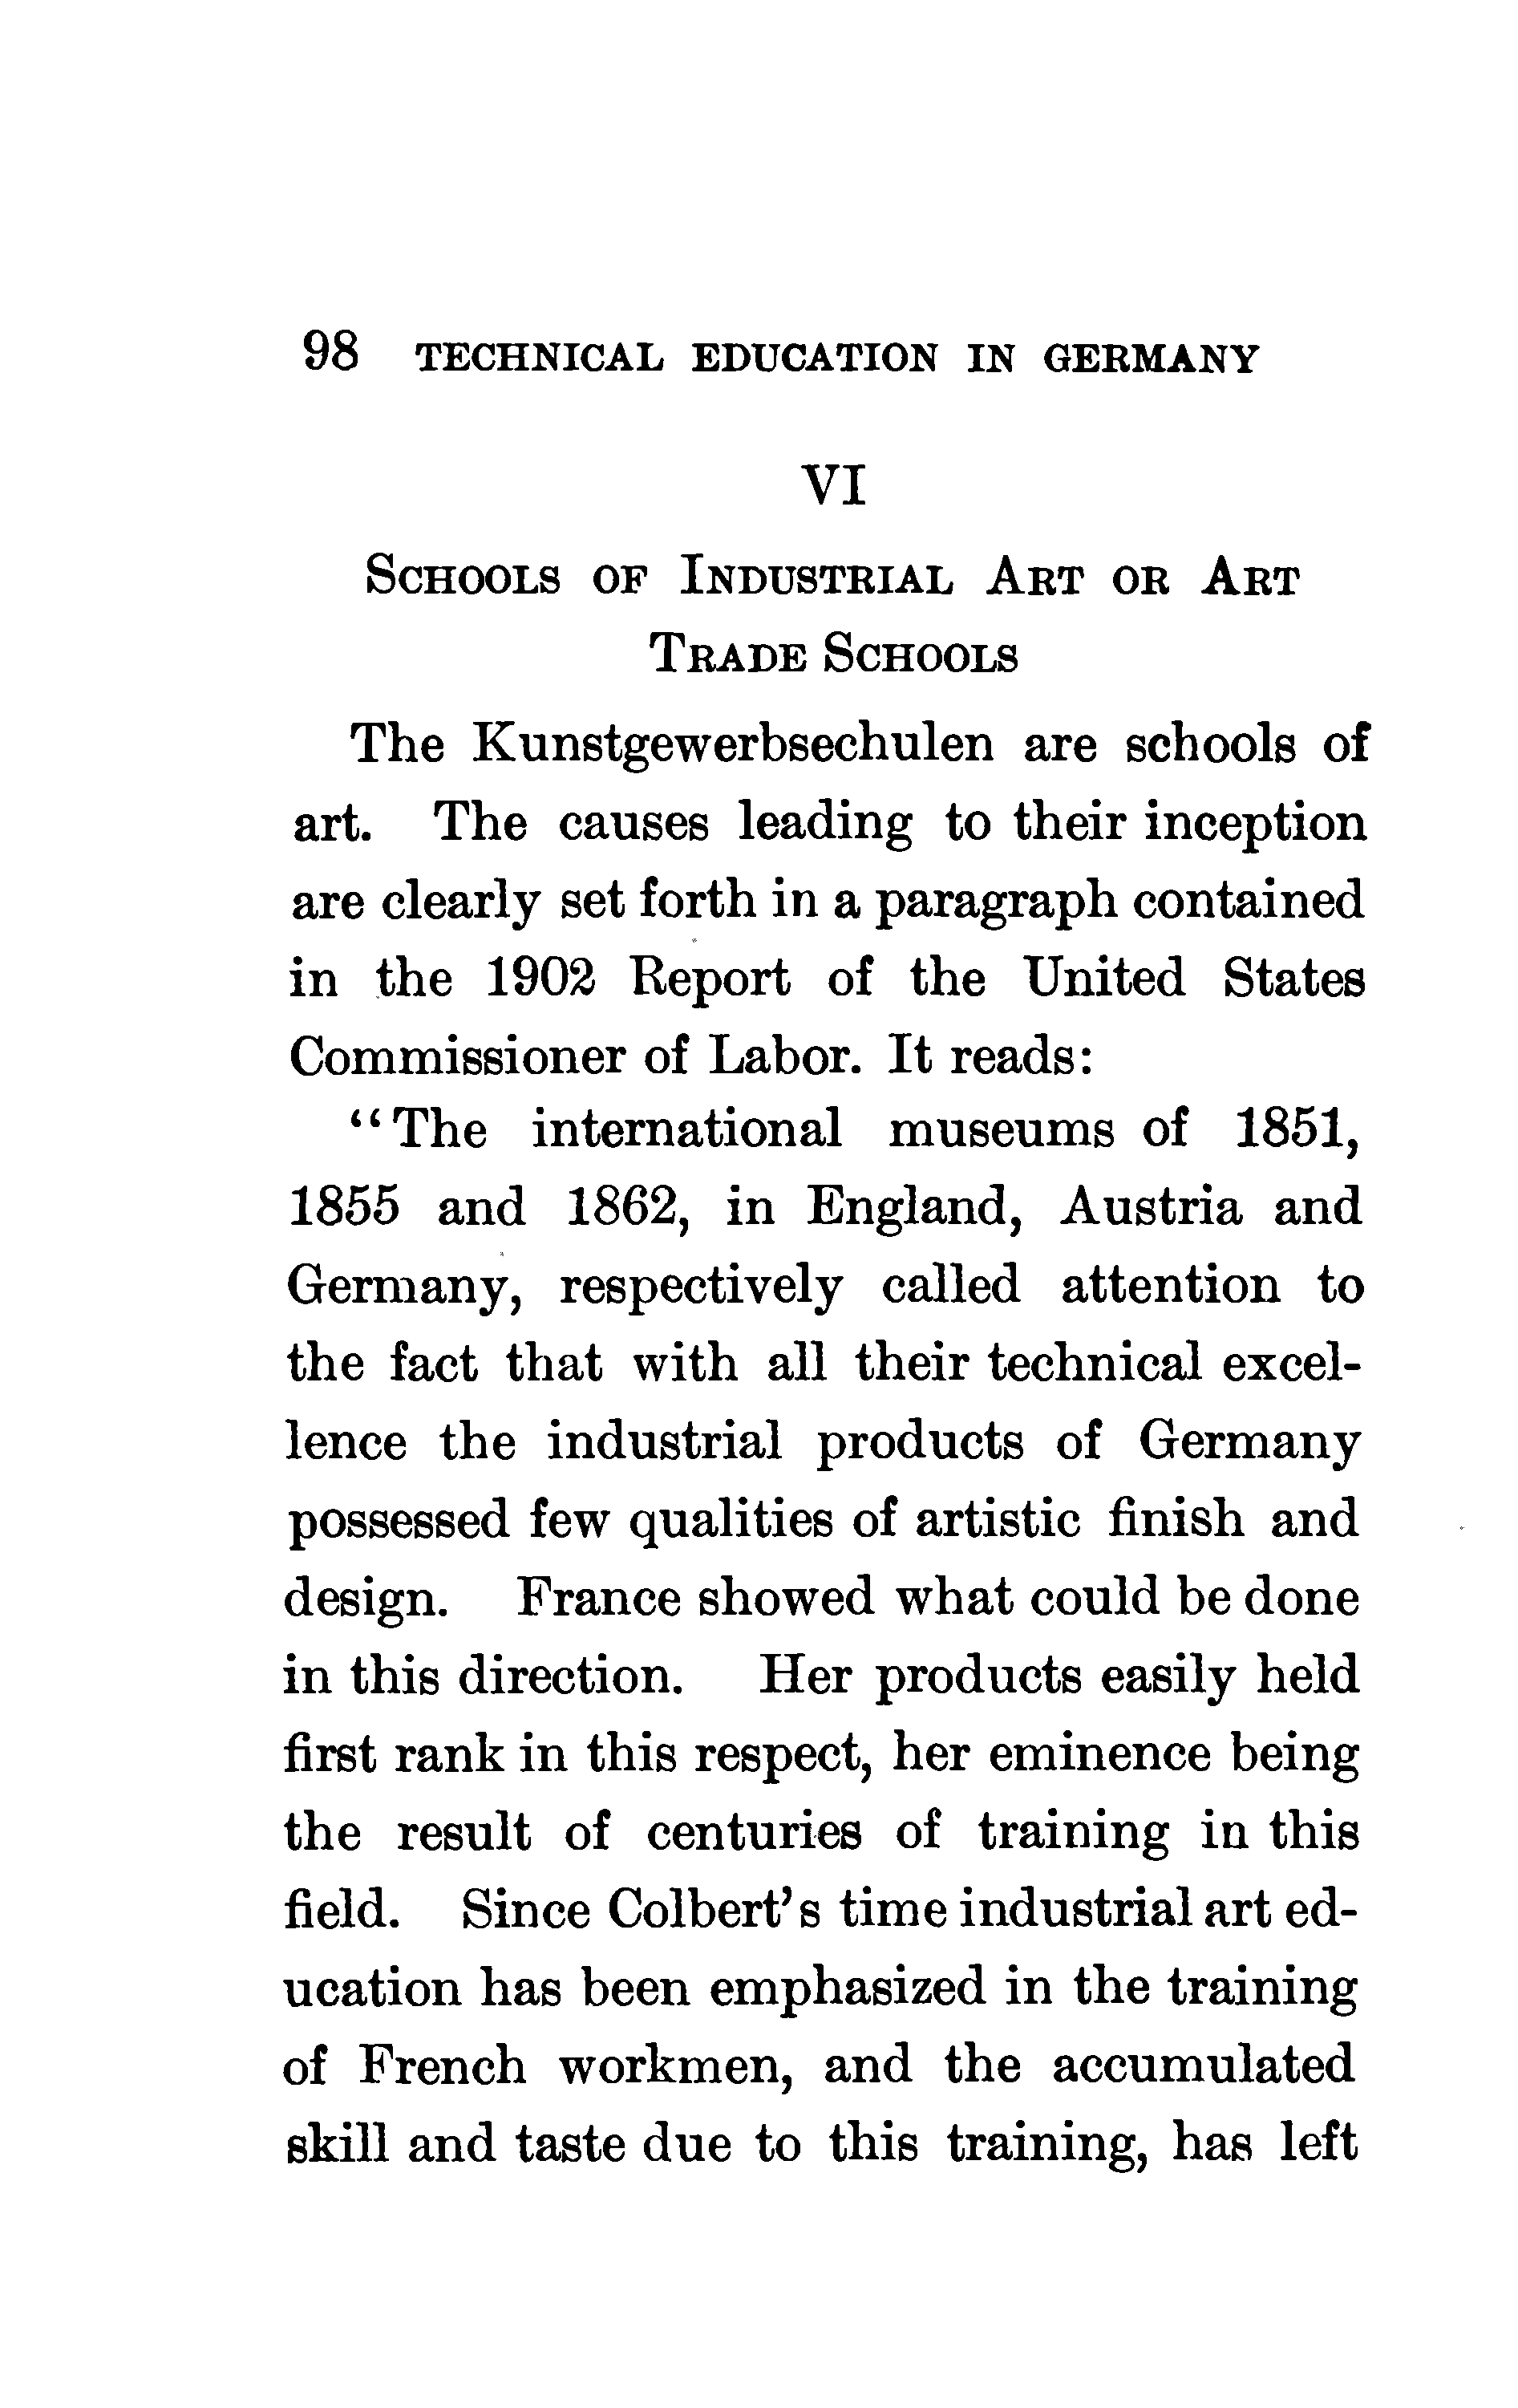 98 TECHNICAL EDUCATION IN GERMANY
VI
Schools of Industrial Art or Art
Trade Schools
The Kunstgewerbsechulen are schools of
art. The causes leading to their inception
are clearly set forth in a paragraph contained
in the 1902 Report of the United States
Commissioner of Labor. It reads:
“The international museums of 1851,
1855 and 1862, in England, Austria and
Germany, respectively called attention to
the fact that with all their technical excel-
lence the industrial products of Germany
possessed few qualities of artistic finish and
design. France showed what could be done
in this direction. Her products easily held
first rank in this respect, her eminence being
the result of centuries of training in this
field. Since Colbert’s time industrial art ed-
ucation has been emphasized in the training
of French workmen, and the accumulated
skill and taste due to this training, has left